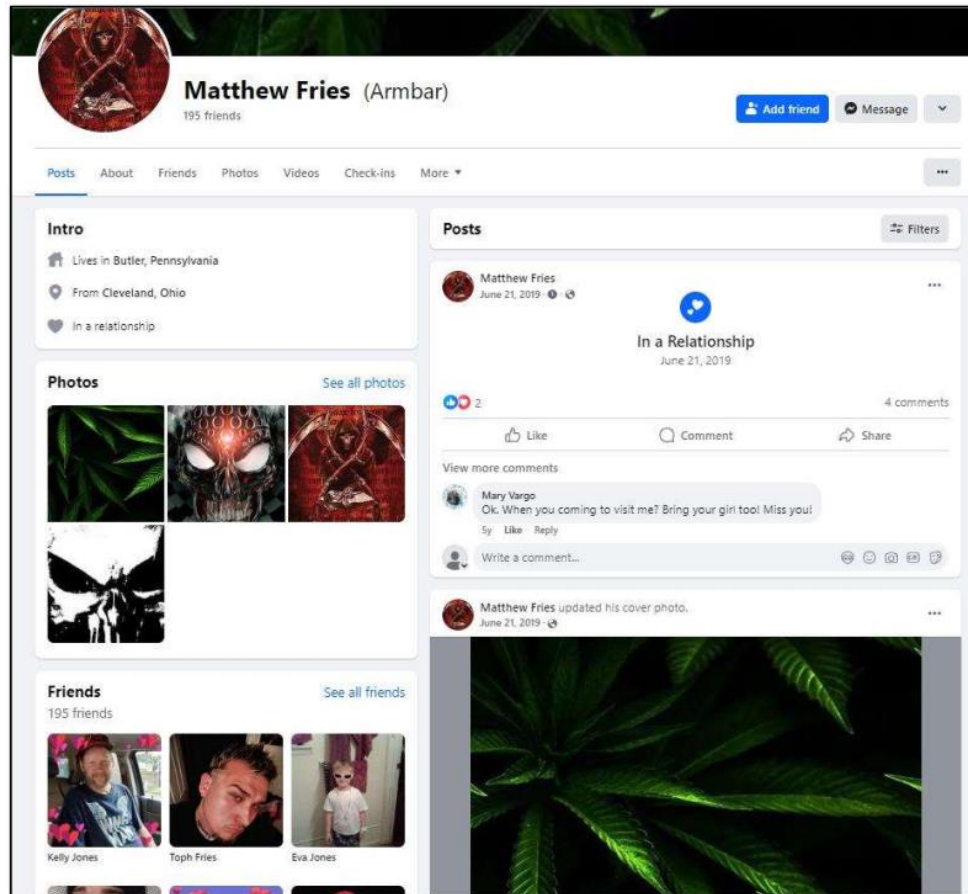 Matthew Fries (Armbar)
195 friends
Add friend
Message
Posts
About
Friends
Photos
Videos
Check-ins
More
Intro
Lives in Butler, Pennsylvania
From Cleveland, Ohio
In a relationship
Photos
See all photos
Friends
See all friends
195 friends
Kelly Jones
Toph Fries
Eva Jones
Posts
Filters
Matthew Fries
June 21, 2019
In a Relationship
June 21, 2019
2
4 comments
Like
Comment
Share
View more comments
Mary Vargo
Ok. When you coming to visit me? Bring your girl too! Miss you!
5y Like Reply
Write a comment...
Matthew Fries updated his cover photo.
June 21, 2019